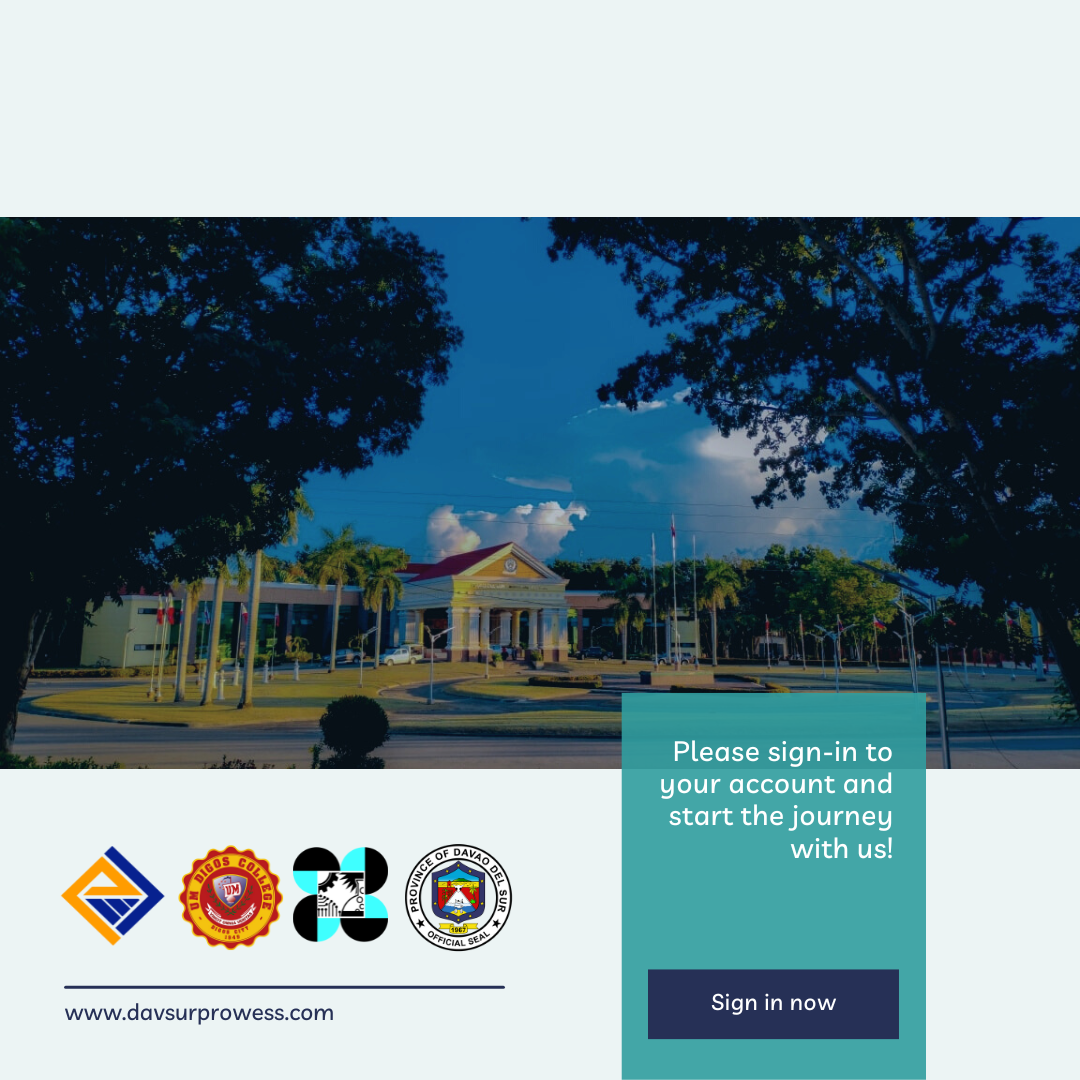 Please sign-in to
your account and
start the journey
with us!
UM DIGOS COLLEGE
UM
DIGOS CITY
1949
PROVINCE OF DAVAO DEL SUR
1967
OFFICIAL SEAL
Sign in now
www.davsurprowess.com